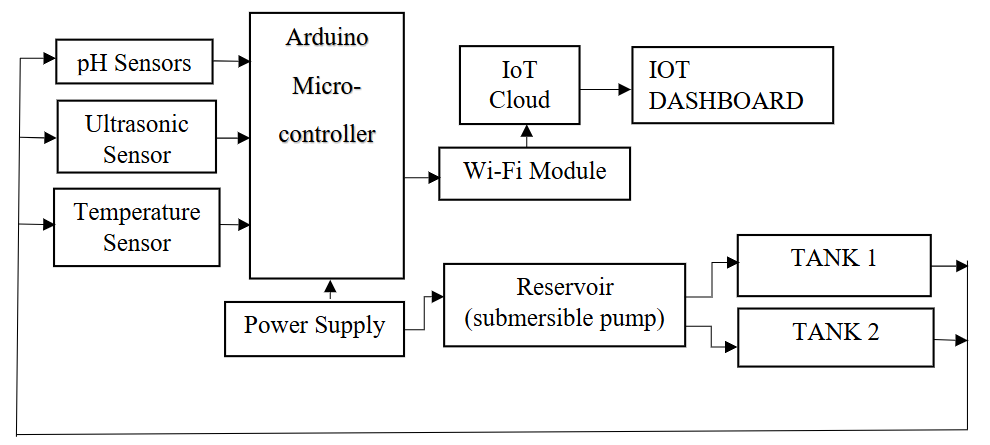 pH Sensors
Ultrasonic
Sensor
Temperature
Sensor
Arduino
Micro-
controller
Power Supply
IoT
Cloud
IOT
DASHBOARD
Wi-Fi Module
Reservoir
(submersible pump)
TANK 1
TANK 2